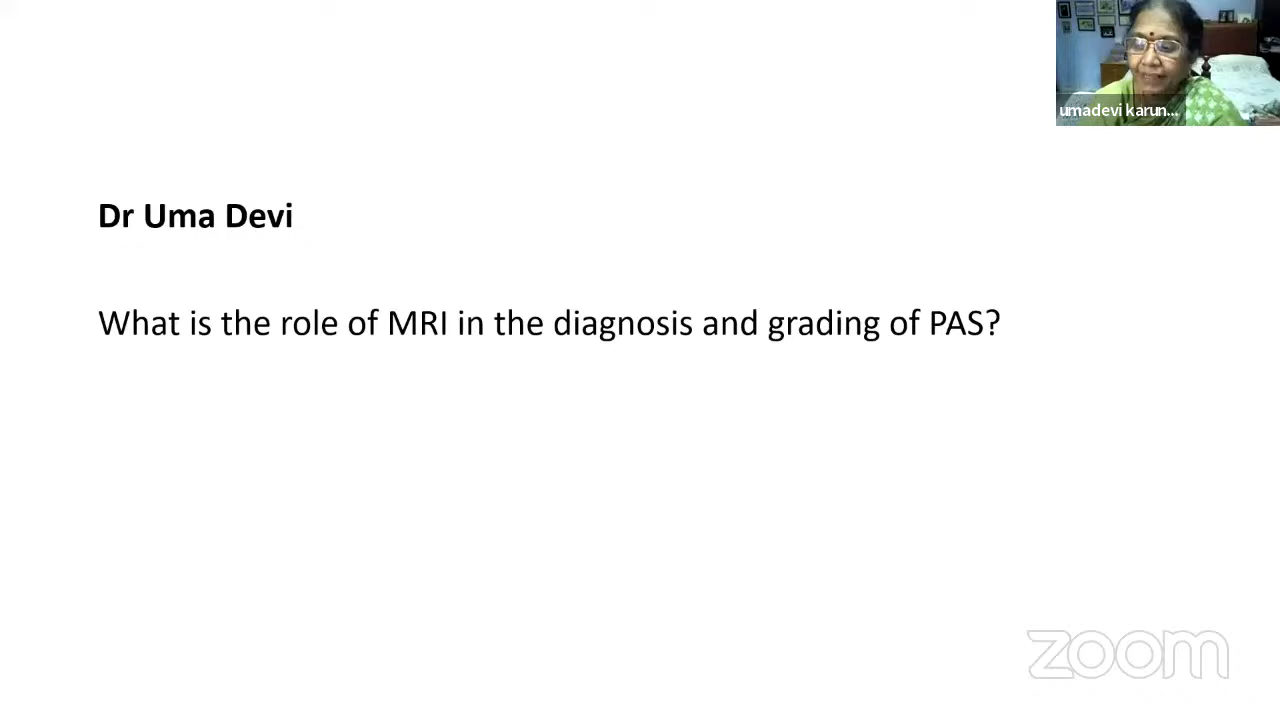 umadevi karun...
Dr Uma Devi
What is the role of MRI in the diagnosis and grading of PAS?
zoom